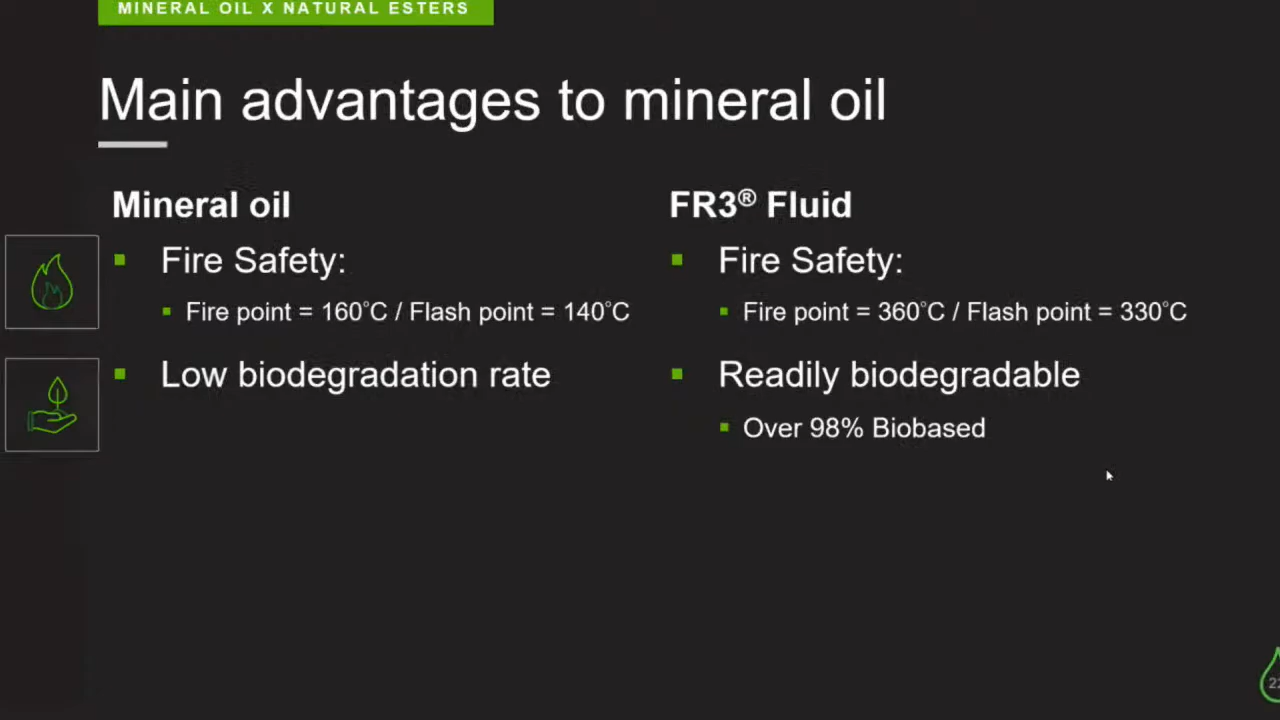 MINERAL OIL X NATURAL ESTERS
Main advantages to mineral oil
Mineral oil
Fire Safety:
Fire point = 160°C / Flash point = 140°C
Low biodegradation rate
FR3® Fluid
Fire Safety:
Fire point = 360°C / Flash point = 330°C
Readily biodegradable
Over 98% Biobased